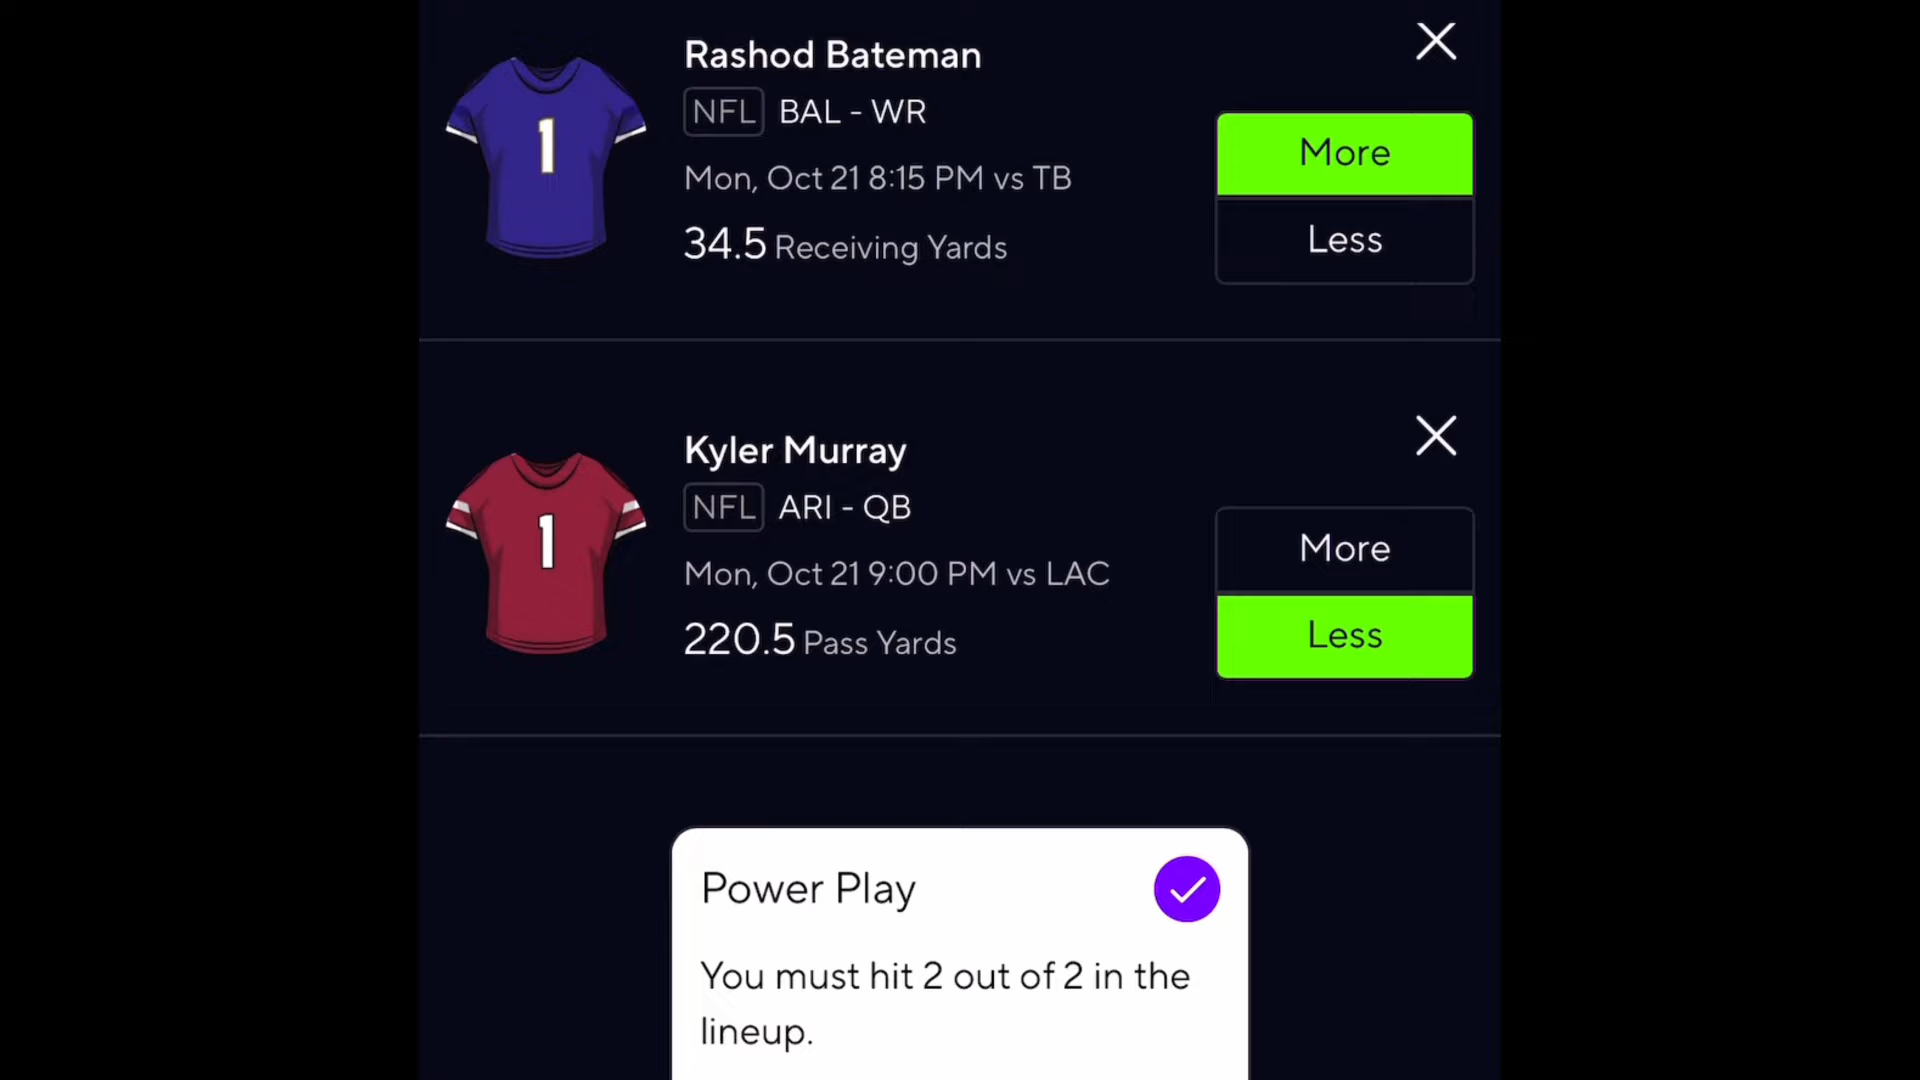 Rashod Bateman
NFL BAL - WR
Mon, Oct 21 8:15 PM vs TB
34.5 Receiving Yards
1
More
Less
Kyler Murray
NFL ARI - QB
Mon, Oct 21 9:00 PM vs LAC
220.5 Pass Yards
1
More
Less
Power Play
You must hit 2 out of 2 in the
lineup.